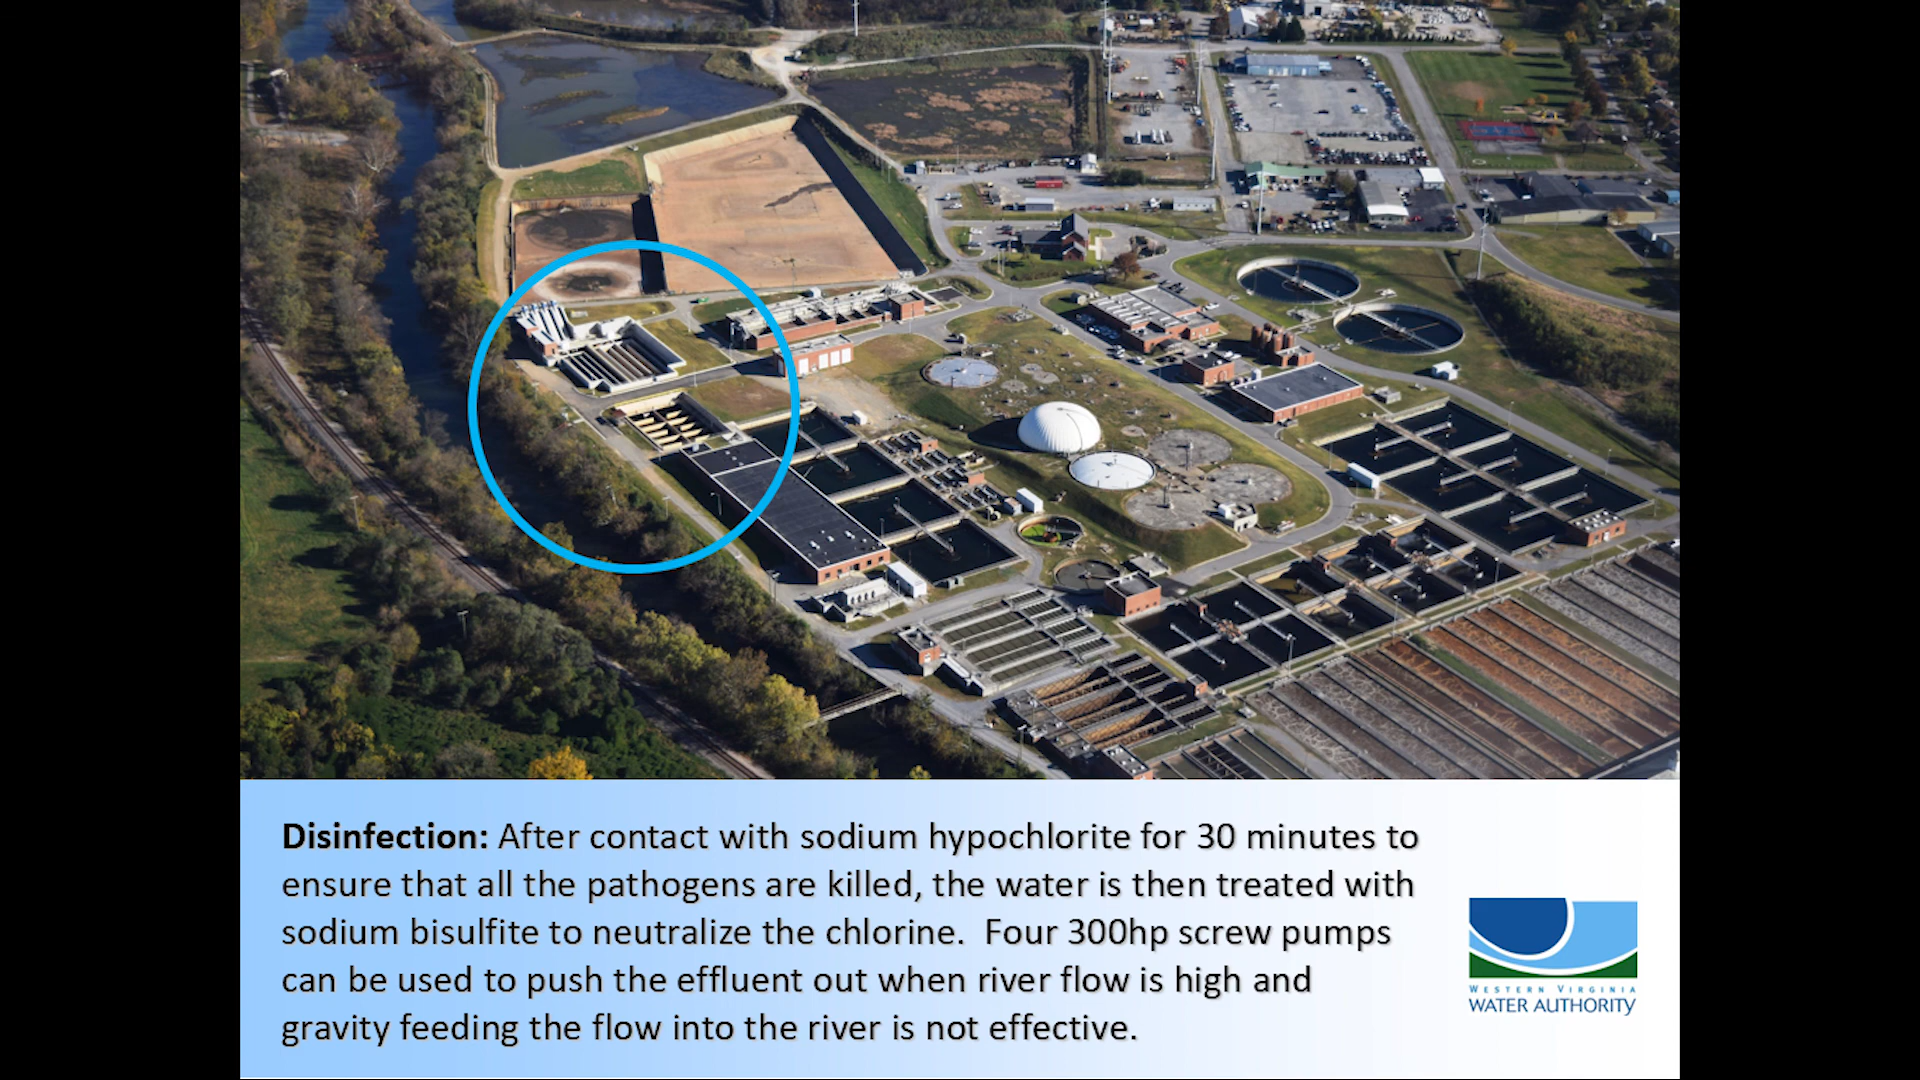 Disinfection: After contact with sodium hypochlorite for 30 minutes to
ensure that all the pathogens are killed, the water is then treated with
sodium bisulfite to neutralize the chlorine.  Four 300hp screw pumps
can be used to push the effluent out when river flow is high and
gravity feeding the flow into the river is not effective.
WESTERN VIRGINIA
WATER AUTHORITY